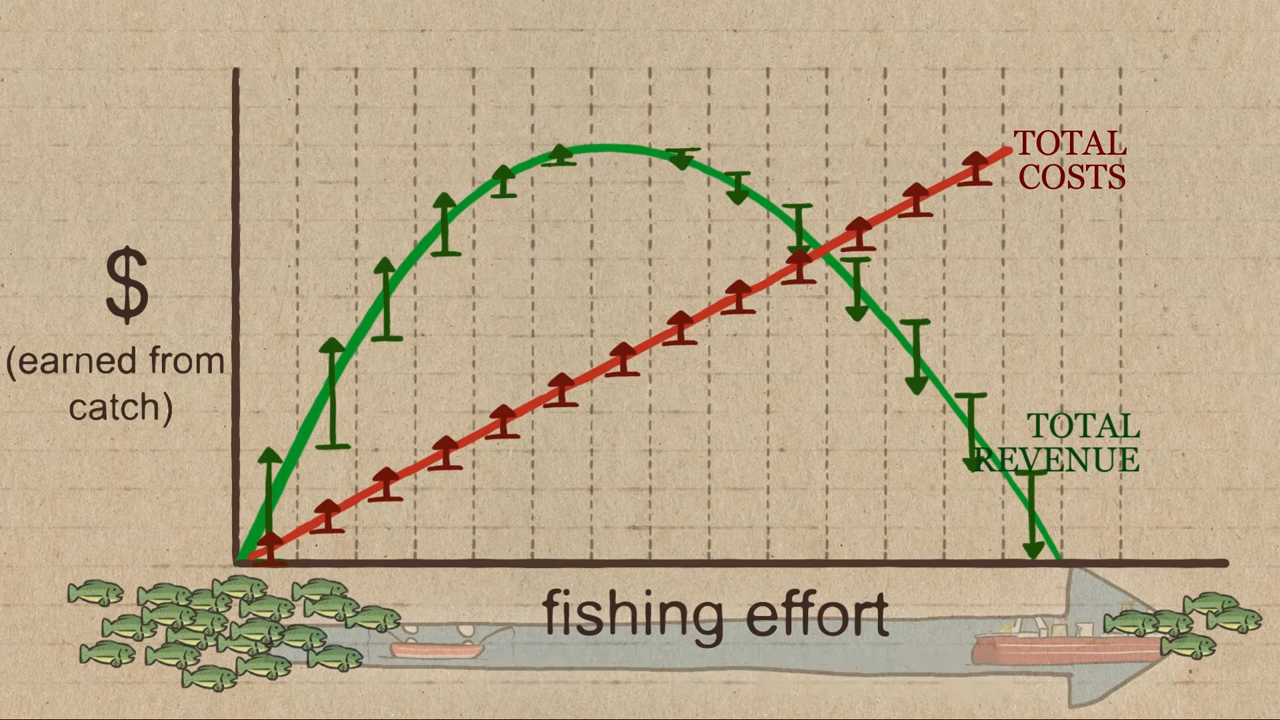 TOTAL
COSTS
$
(earned from
catch)
TOTAL
REVENUE
fishing effort